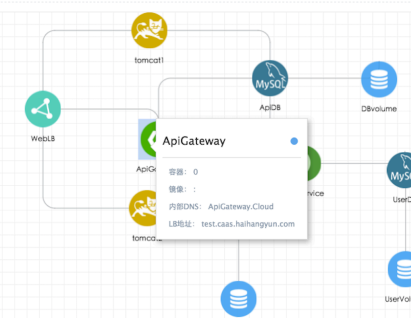 tomcat1
MySQL
ApiDB
DBvolume
WebLB
ApiGateway
容器: 0
镜像: :
内部DNS: ApiGateway.Cloud
LB地址: test.caas.haihangyun.com
MySQL